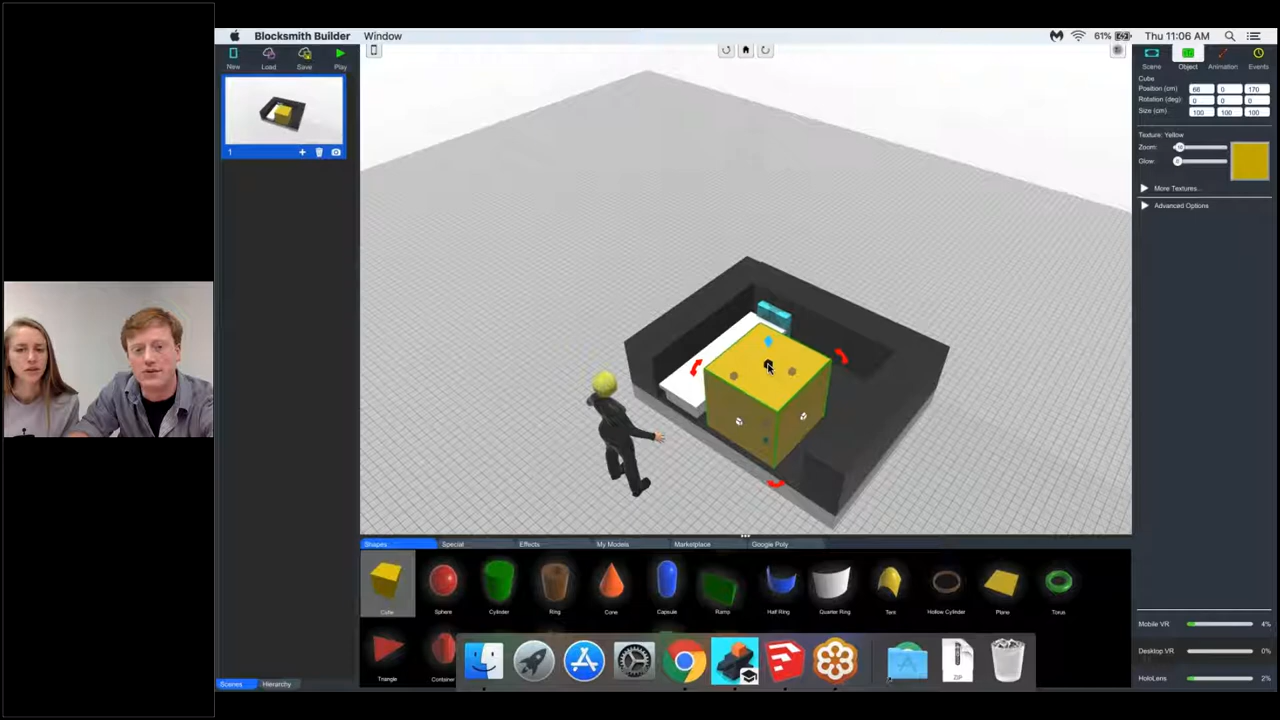 Blocksmith Builder Window 61% Thu 11:06 AM
New Load Save Play
Scene Object Animation Events
1
Cube
Position (cm) 66 0 170
Rotation (deg): 0 0 0
Size (cm) 100 100 100
Texture: Yellow
Zoom:
Glow:
More Textures...
Advanced Options
Shapes Special Effects My Models Marketplace Google Poly
Cube Sphere Cylinder Ring Cone Capsule Ramp Half Ring Quarter Ring Tent Hollow Cylinder Plane Torus
Triangle Container
ZIP
Mobile VR 4%
Desktop VR 0%
HoloLens 2%
Scenes Hierarchy